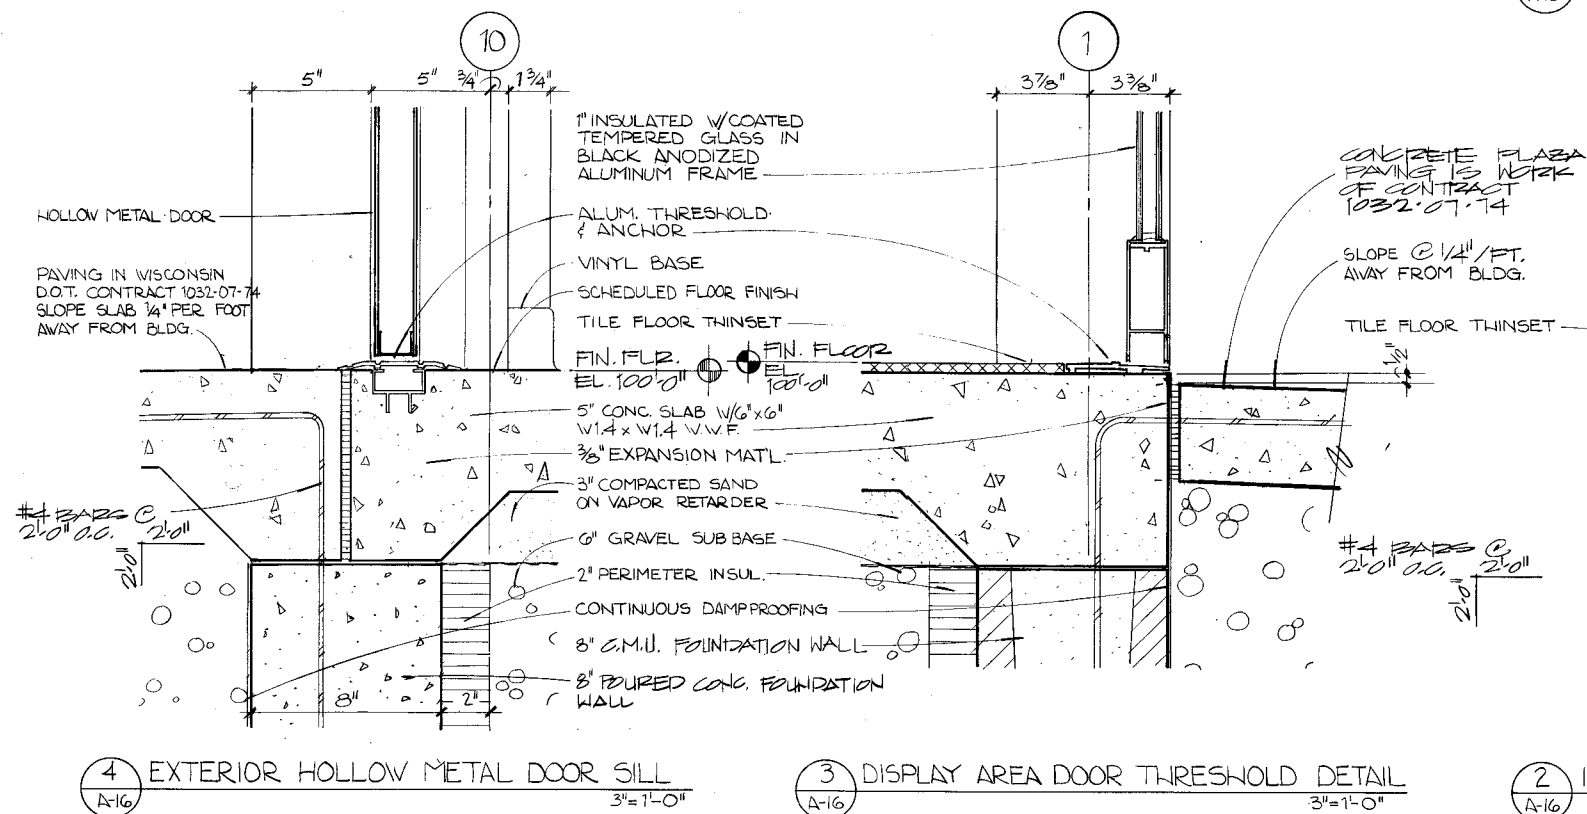 10
1
5"
5"
3/4"
1 3/4"
3 7/8"
3 3/8"
1" INSULATED W/COATED
TEMPERED GLASS IN
BLACK ANODIZED
ALUMINUM FRAME
HOLLOW METAL DOOR
ALUM. THRESHOLD
& ANCHOR
VINYL BASE
SCHEDULED FLOOR FINISH
TILE FLOOR THINSET
PAVING IN WISCONSIN
D.O.T. CONTRACT 1032-07-74
SLOPE SLAB 1/4" PER FOOT
AWAY FROM BLDG.
FIN. FLR.
EL. 100'-0"
FIN. FLOOR
EL.
100'-0"
CONCRETE PLAZA
PAVING IS WORK
OF CONTRACT
1032-07-74
SLOPE @ 1/4"/FT.
AWAY FROM BLDG.
TILE FLOOR THINSET
1/2"
5" CONC. SLAB W/6"x6"
W1.4 x W1.4 W.W.F.
3/8" EXPANSION MAT'L.
3" COMPACTED SAND
ON VAPOR RETARDER
6" GRAVEL SUB BASE
2" PERIMETER INSUL.
CONTINUOUS DAMPPROOFING
8" C.M.U. FOUNDATION WALL
8" POURED CONC. FOUNDATION
WALL
#4 BARS @
2'-0" O.C.
2'-0"
2'-0"
#4 BARS @
2'-0" O.C.
2'-0"
2'-0"
8"
2"
4
A-16
EXTERIOR HOLLOW METAL DOOR SILL
3"=1'-0"
3
A-16
DISPLAY AREA DOOR THRESHOLD DETAIL
3"=1'-0"
2
A-16